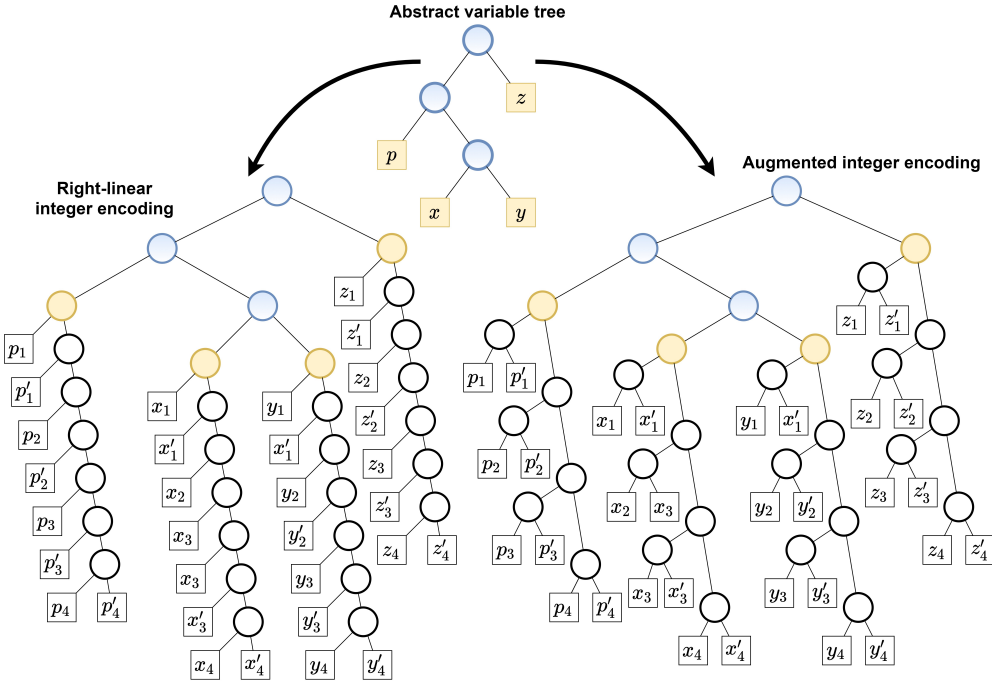 Abstract variable tree
z
p
x
y
Right-linear
integer encoding
z₁
z′₁
z₂
z′₂
z₃
z′₃
z₄
z′₄
p₁
p′₁
p₂
p′₂
p₃
p′₃
p₄
p′₄
x₁
x′₁
x₂
x₃
x₃
x′₃
x₄
x′₄
y₁
x′₁
y₂
y′₂
y₃
y′₃
y₄
y′₄
Augmented integer encoding
z₁
z′₁
z₂
z′₂
z₃
z′₃
z₄
z′₄
p₁
p′₁
p₂
p′₂
p₃
p′₃
p₄
p′₄
x₁
x′₁
x₂
x₃
x₃
x′₃
x₄
x′₄
y₁
x′₁
y₂
y′₂
y₃
y′₃
y₄
y′₄